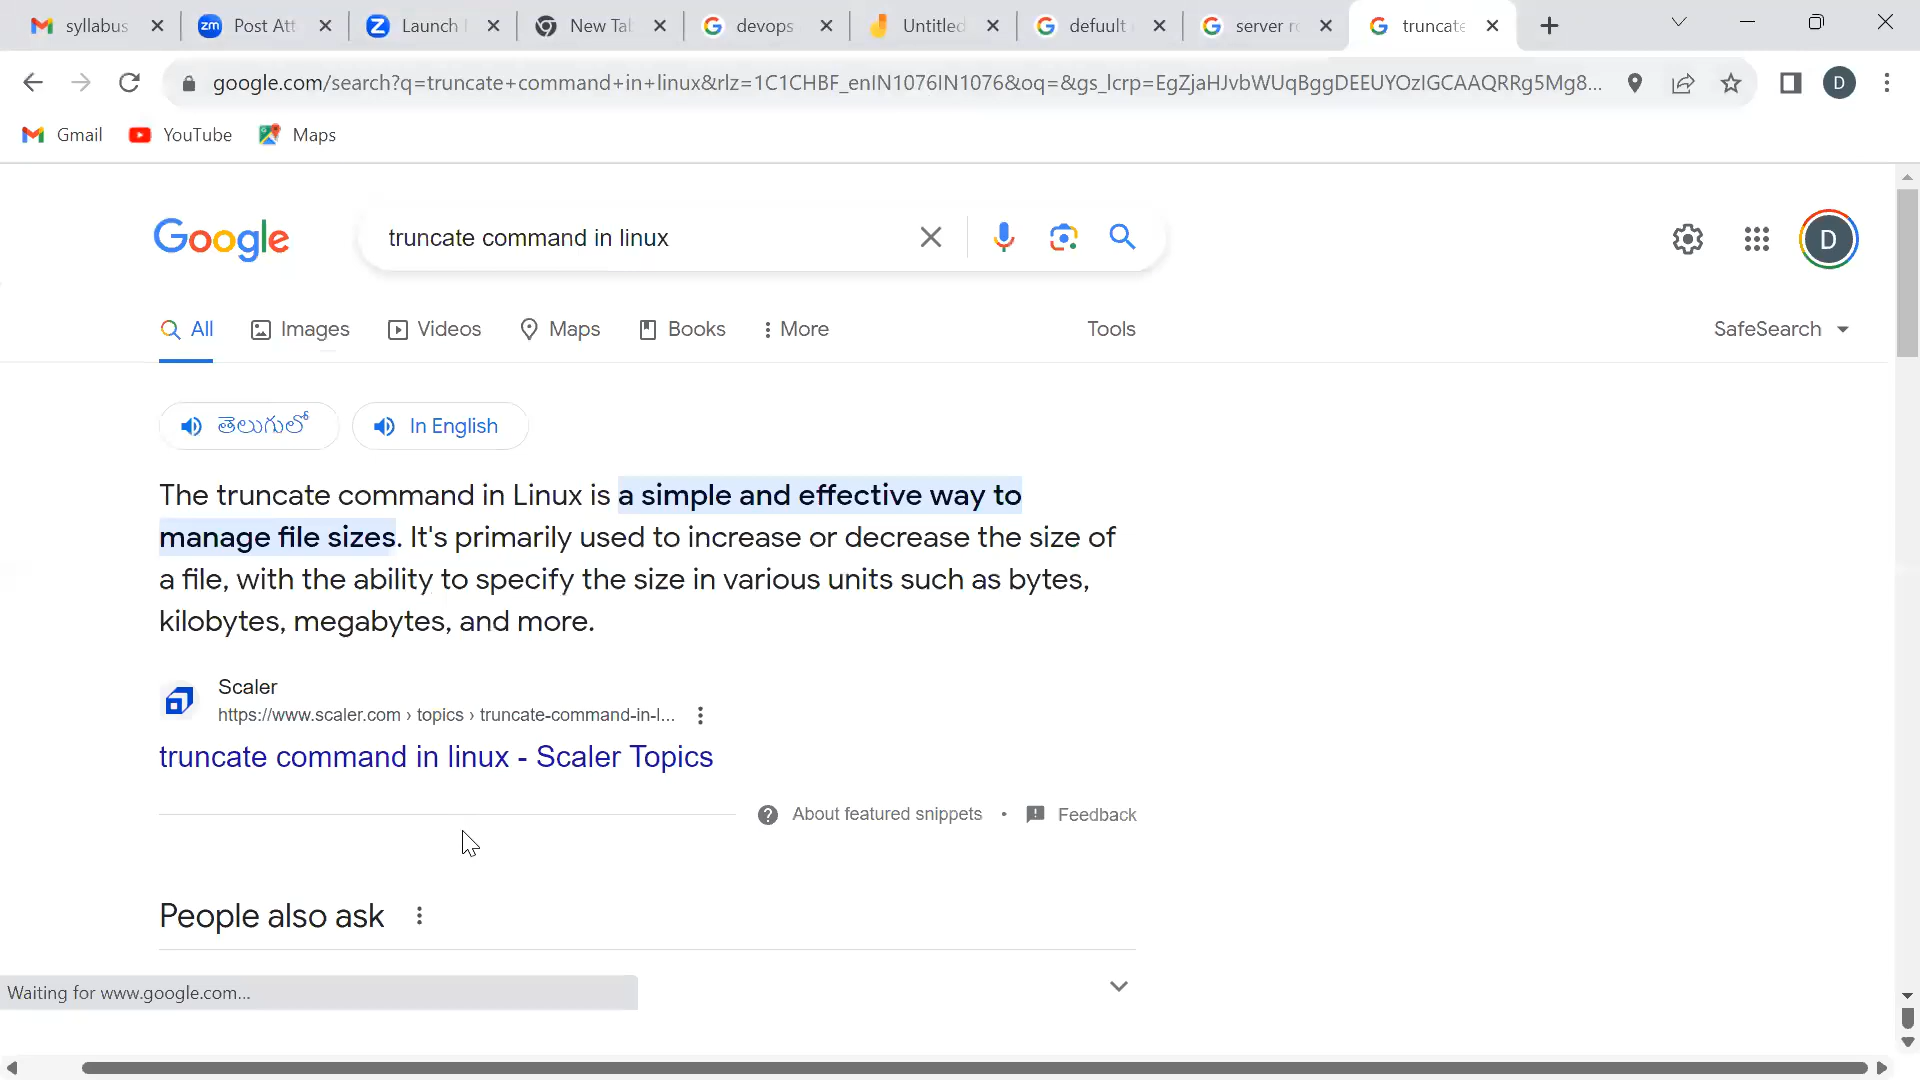 syllabus
zm Post Att
Z Launch
New Tab
devops
Untitled
defuult
server ro
truncate
google.com/search?q=truncate+command+in+linux&rlz=1C1CHBF_enIN1076IN1076&oq=&gs_lcrp=EgZjaHJvbWUqBggDEEUYOzIGCAAQRRg5Mg8...
D
Gmail
YouTube
Maps
Google
truncate command in linux
D
All
Images
Videos
Maps
Books
More
Tools
SafeSearch
తెలుగులో
In English
The truncate command in Linux is a simple and effective way to
manage file sizes. It's primarily used to increase or decrease the size of
a file, with the ability to specify the size in various units such as bytes,
kilobytes, megabytes, and more.
Scaler
https://www.scaler.com › topics › truncate-command-in-l...
truncate command in linux - Scaler Topics
About featured snippets • Feedback
People also ask
Waiting for www.google.com...